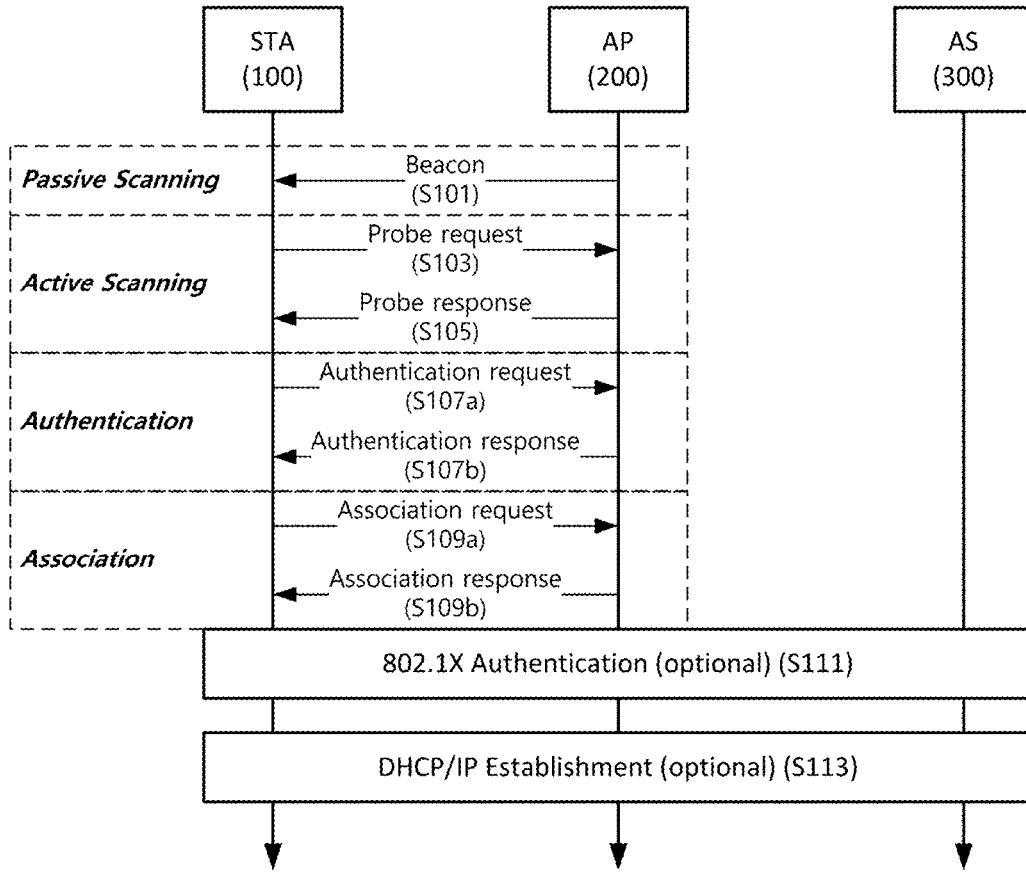 STA
(100)
AP
(200)
AS
(300)
Passive Scanning
Beacon
(S101)
Active Scanning
Probe request
(S103)
Probe response
(S105)
Authentication
Authentication request
(S107a)
Authentication response
(S107b)
Association
Association request
(S109a)
Association response
(S109b)
802.1X Authentication (optional) (S111)
DHCP/IP Establishment (optional) (S113)